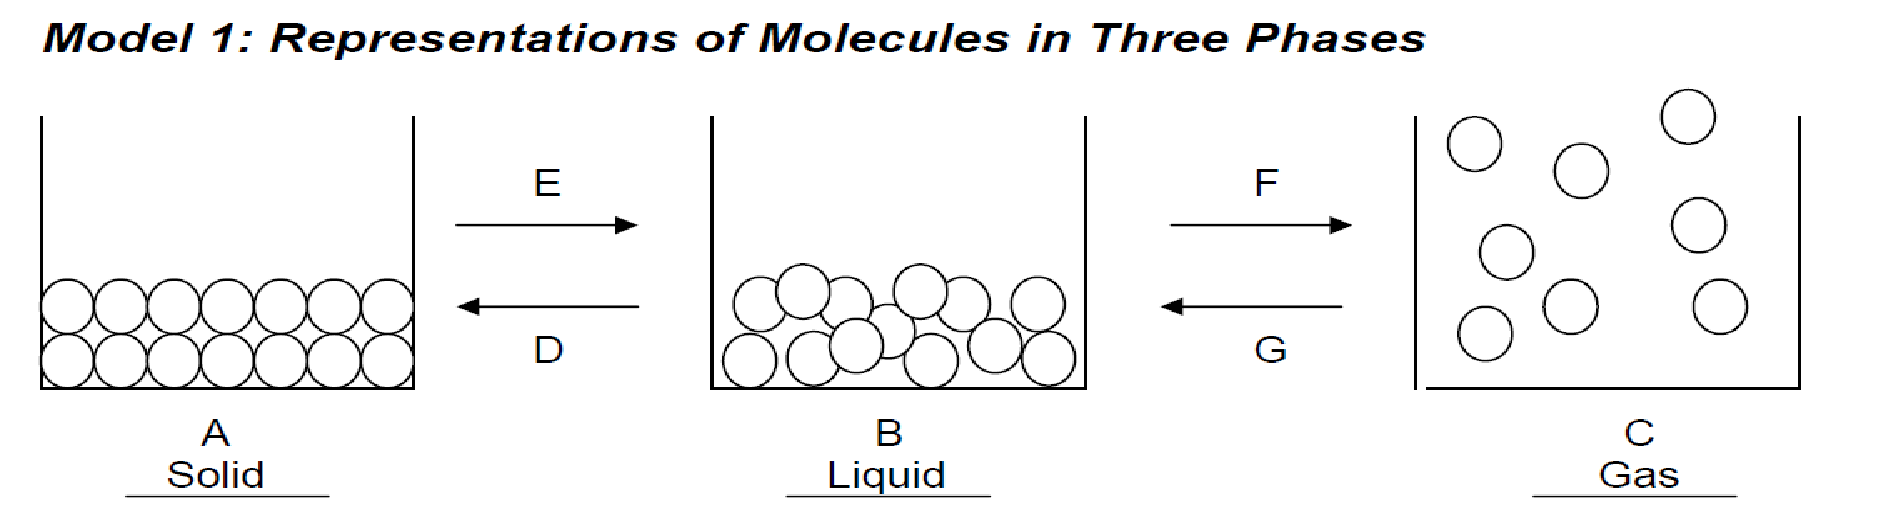 Model 1: Representations of Molecules in Three Phases
E
F
D
G
A
B
C
Solid
Liquid
Gas